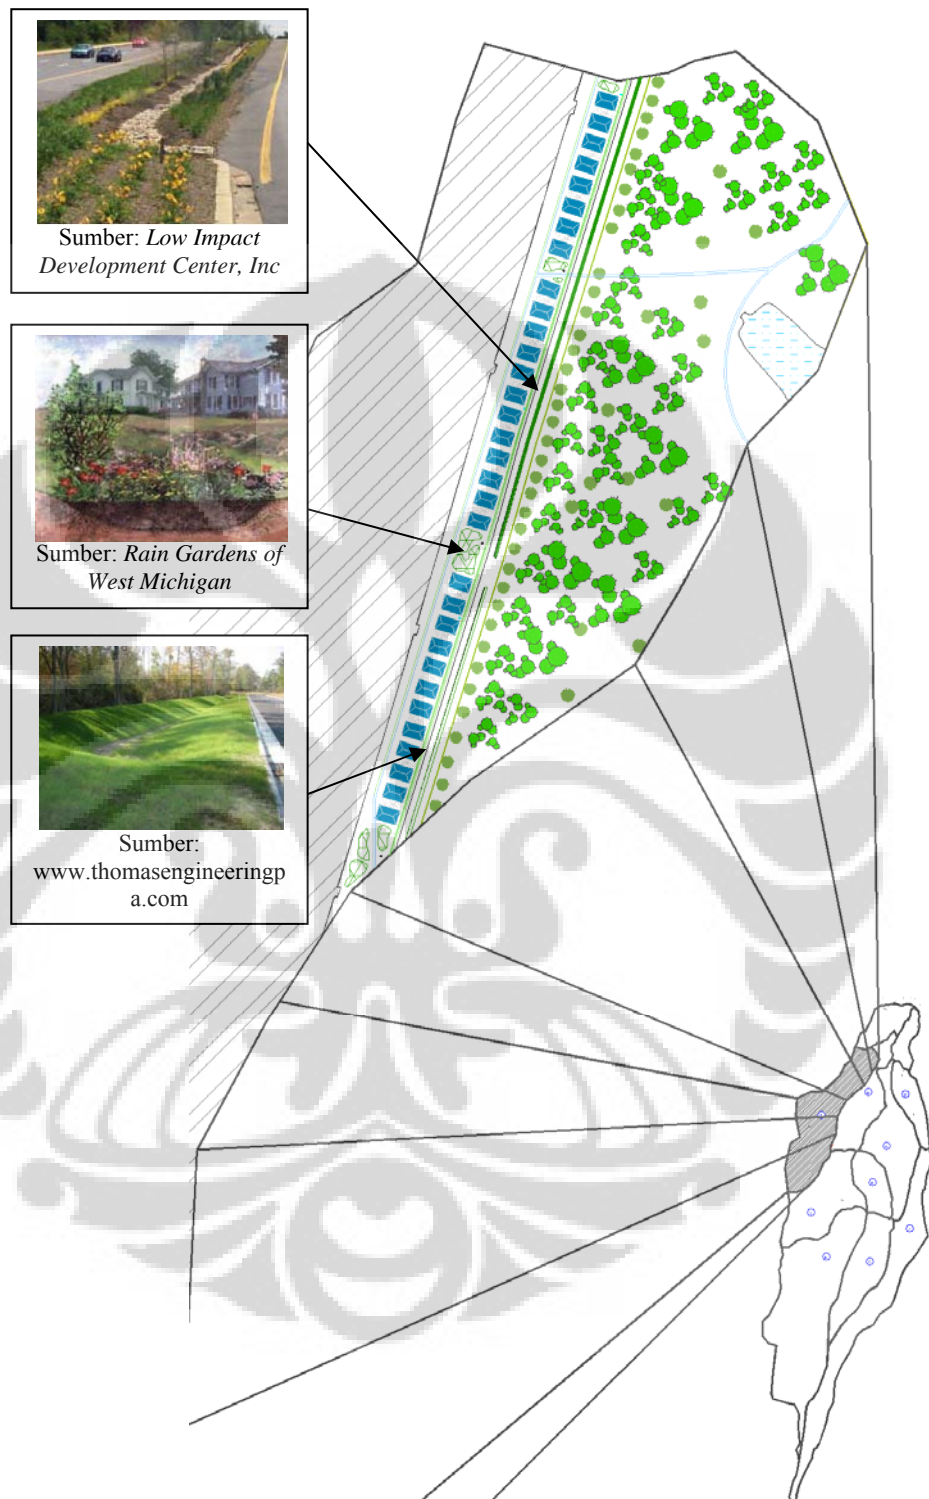 Sumber: Low Impact
Development Center, Inc
Sumber: Rain Gardens of
West Michigan
Sumber:
www.thomasengineeringp
a.com